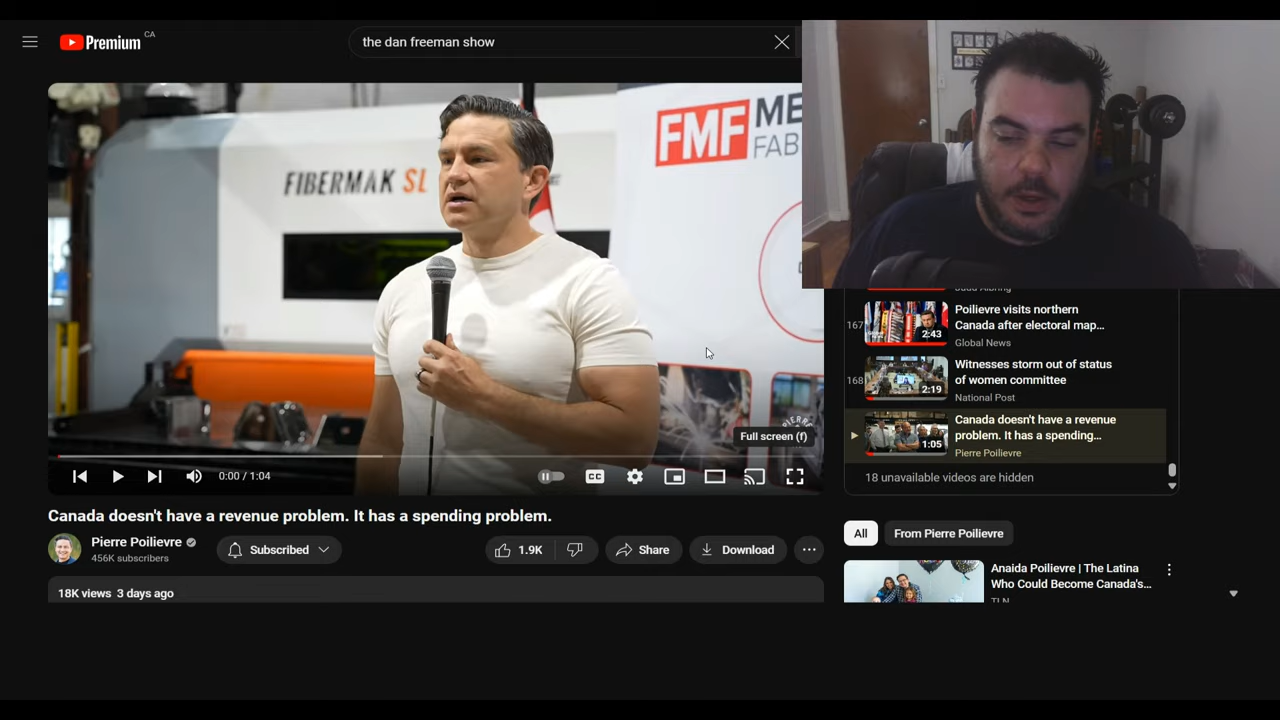 Premium
CA
the dan freeman show
FIBERMAK SL
FMF
FAB
Full screen (f)
CC
0:00 / 1:04
Canada doesn't have a revenue problem. It has a spending problem.
Pierre Poilievre
456K subscribers
Subscribed
1.9K
Share
Download
18K views 3 days ago
167
2:43
Poilievre visits northern
Canada after electoral map...
Global News
168
2:19
Witnesses storm out of status
of women committee
National Post
1:05
Canada doesn't have a revenue
problem. It has a spending...
Pierre Poilievre
18 unavailable videos are hidden
All
From Pierre Poilievre
Anaida Poilievre | The Latina
Who Could Become Canada's...